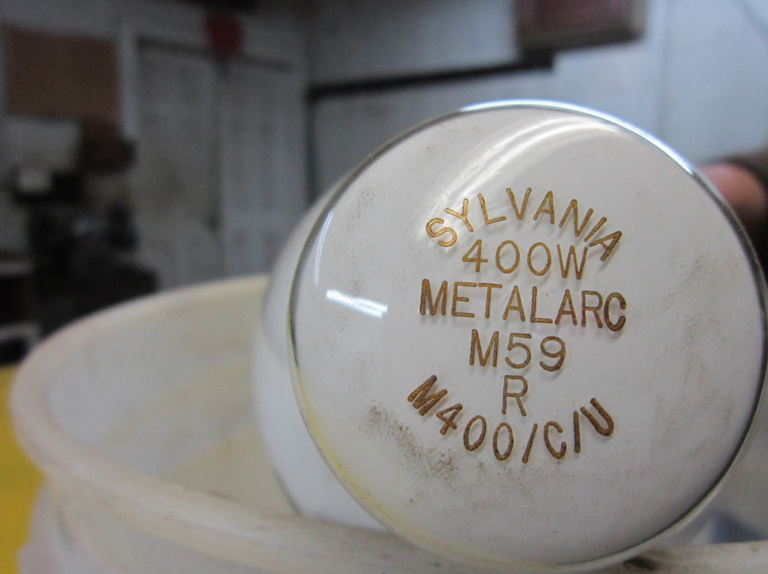 SYLVANIA
400W
METALARC
M59
R
M400/C/U